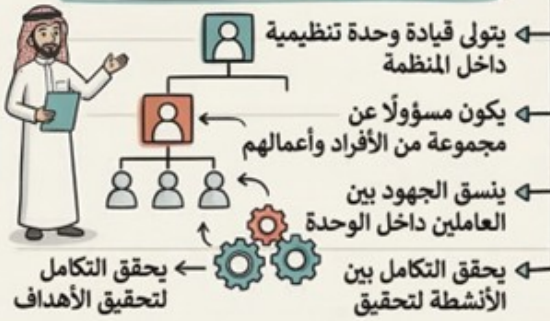 يتولى قيادة وحدة تنظيمية
داخل المنظمة
يكون مسؤولًا عن
مجموعة من الأفراد وأعمالهم
ينسق الجهود بين
العاملين داخل الوحدة
يحقق التكامل بين
الأنشطة لتحقيق
يحقق التكامل
لتحقيق الأهداف